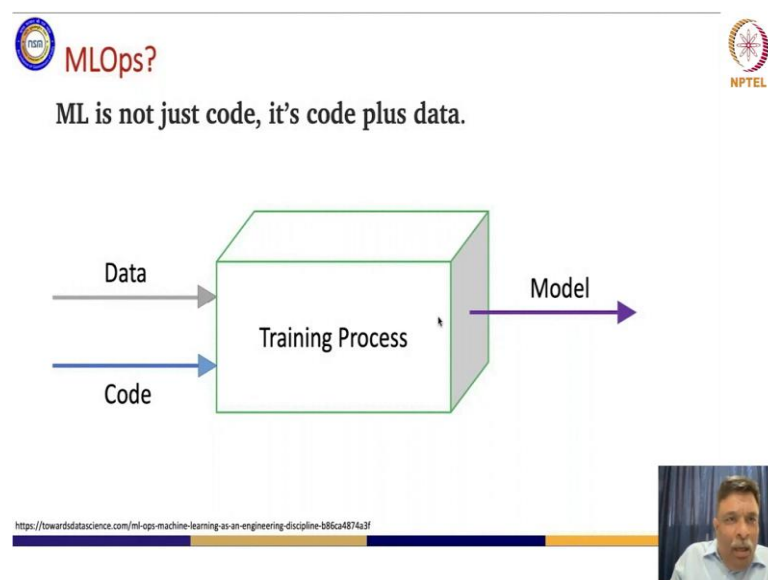 nsm
MLOps?
NPTEL
ML is not just code, it's code plus data.
Data
Model
Training Process
Code
https://towardsdatascience.com/ml-ops-machine-learning-as-an-engineering-discipline-b86ca4874a3f